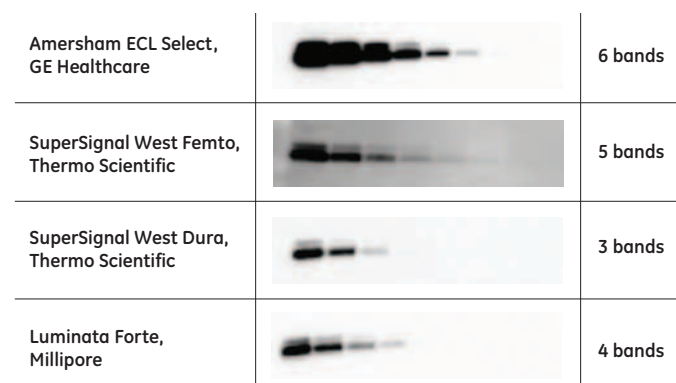 Amersham ECL Select,
GE Healthcare
6 bands
SuperSignal West Femto,
Thermo Scientific
5 bands
SuperSignal West Dura,
Thermo Scientific
3 bands
Luminata Forte,
Millipore
4 bands